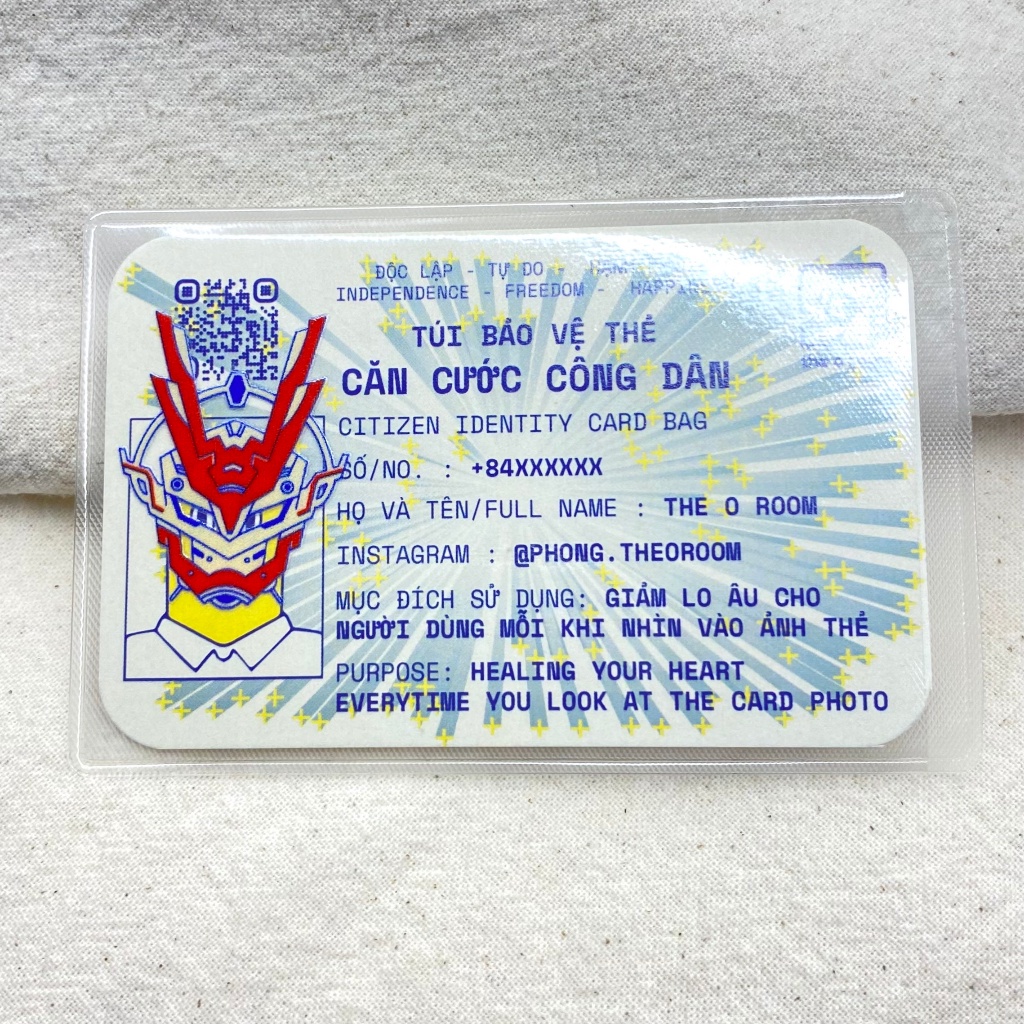 ĐỘC LẬP - TỰ DO -
INDEPENDENCE - FREEDOM -
TÚI BẢO VỆ THẺ
CĂN CƯỚC CÔNG DÂN
CITIZEN IDENTITY CARD BAG
SỐ/NO. : +84XXXXXX
HỌ VÀ TÊN/FULL NAME : THE O ROOM
INSTAGRAM : @PHONG.THEOROOM
MỤC ĐÍCH SỬ DỤNG: GIẢM LO ÂU CHO
NGƯỜI DÙNG MỖI KHI NHÌN VÀO ẢNH THẺ
PURPOSE: HEALING YOUR HEART
EVERYTIME YOU LOOK AT THE CARD PHOTO